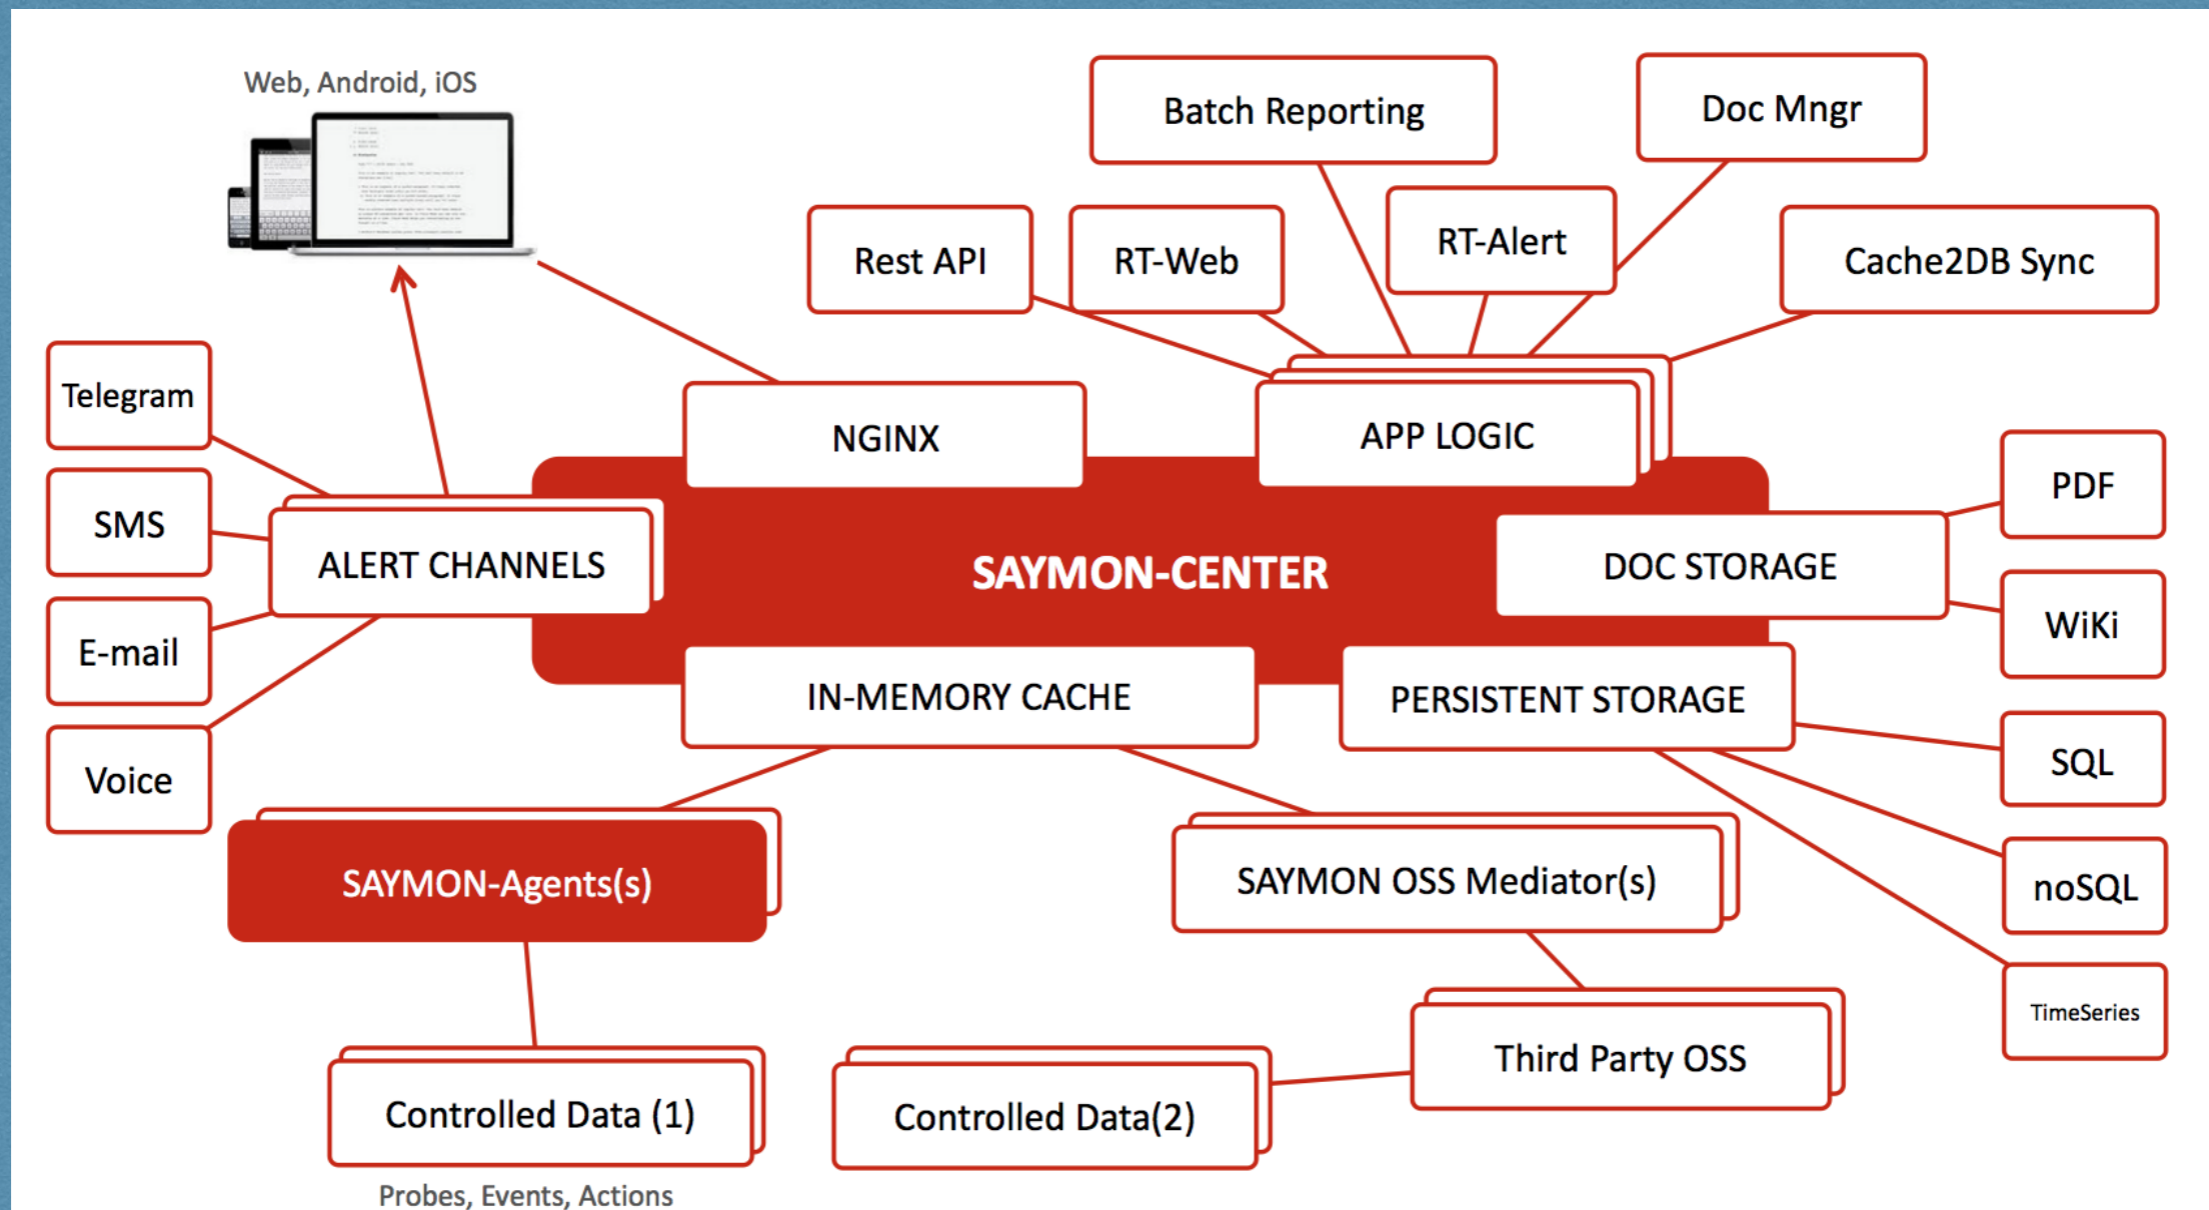 Web, Android, iOS
Batch Reporting
Doc Mngr
Rest API
RT-Web
RT-Alert
Cache2DB Sync
Telegram
NGINX
APP LOGIC
PDF
SMS
ALERT CHANNELS
SAYMON-CENTER
DOC STORAGE
WiKi
E-mail
IN-MEMORY CACHE
PERSISTENT STORAGE
SQL
Voice
SAYMON-Agents(s)
SAYMON OSS Mediator(s)
noSQL
TimeSeries
Third Party OSS
Controlled Data (1)
Controlled Data(2)
Probes, Events, Actions